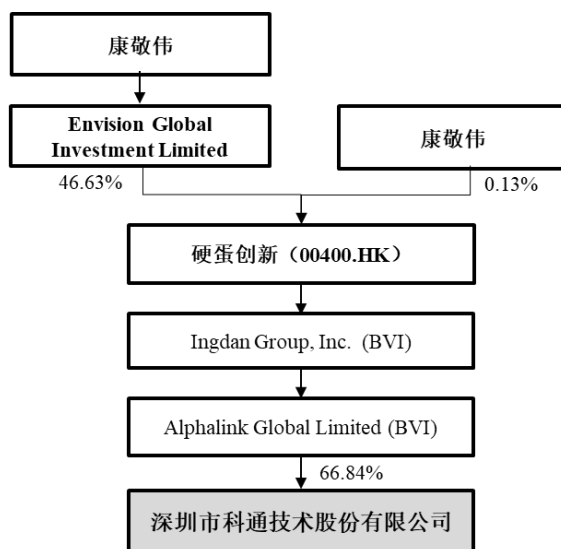 康敬伟
Envision Global
Investment Limited
康敬伟
46.63%
0.13%
硬蛋创新（00400.HK）
Ingdan Group, Inc. (BVI)
Alphalink Global Limited (BVI)
66.84%
深圳市科通技术股份有限公司